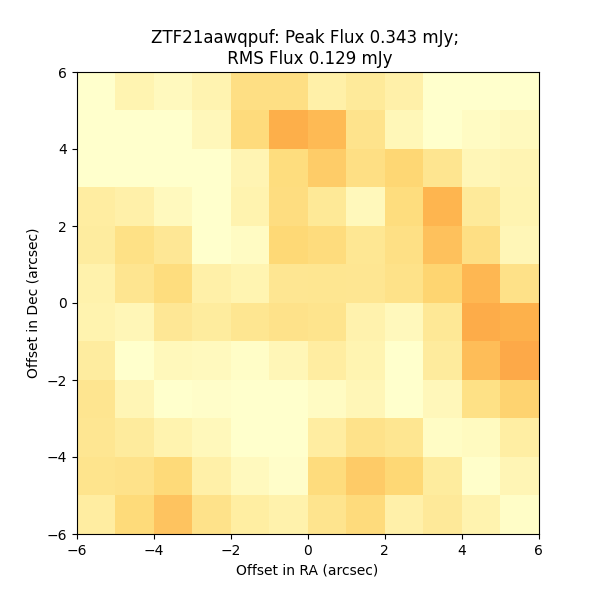 ZTF21aawqpuf: Peak Flux 0.343 mJy;
RMS Flux 0.129 mJy
6
4
2
0
−2
−4
−6
Offset in Dec (arcsec)
−6 −4 −2 0 2 4 6
Offset in RA (arcsec)